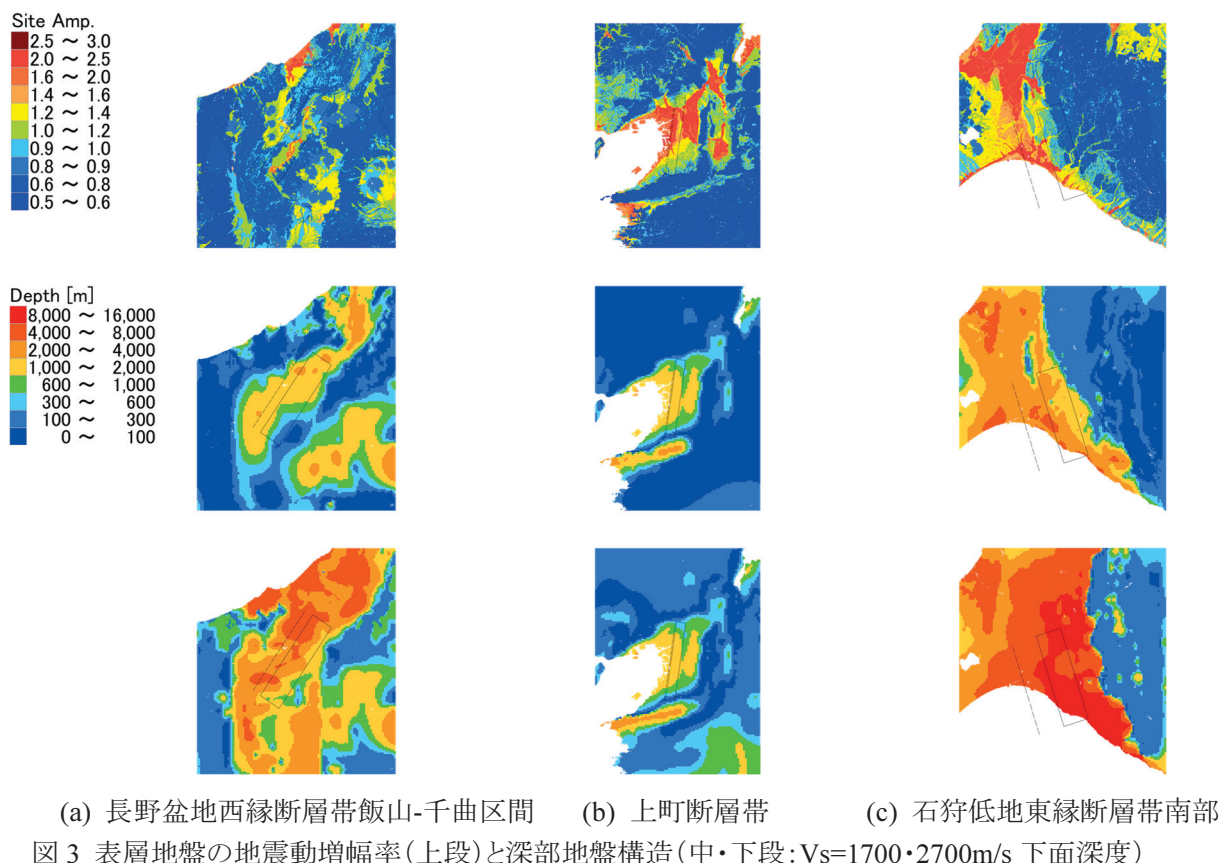 Site Amp.
2.5 ~ 3.0
2.0 ~ 2.5
1.6 ~ 2.0
1.4 ~ 1.6
1.2 ~ 1.4
1.0 ~ 1.2
0.9 ~ 1.0
0.8 ~ 0.9
0.6 ~ 0.8
0.5 ~ 0.6
Depth [m]
8,000 ~ 16,000
4,000 ~ 8,000
2,000 ~ 4,000
1,000 ~ 2,000
600 ~ 1,000
300 ~ 600
100 ~ 300
0 ~ 100
(a) 長野盆地西縁断層帯飯山-千曲区間 (b) 上町断層帯 (c) 石狩低地東縁断層帯南部
図 3 表層地盤の地震動増幅率(上段)と深部地盤構造(中・下段:Vs=1700・2700m/s 下面深度)